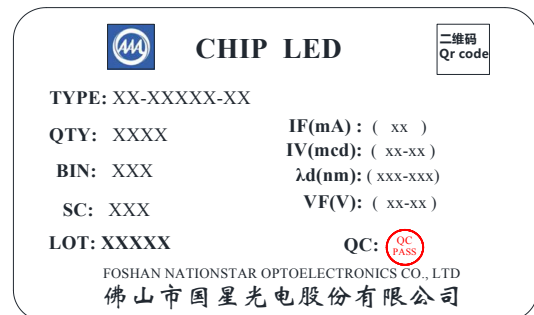 AAA
CHIP LED
二维码
Qr code
TYPE: XX-XXXXX-XX
QTY: XXXX
BIN: XXX
SC: XXX
LOT: XXXXX
IF(mA) : ( xx )
IV(mcd): ( xx-xx )
λd(nm): ( xxx-xxx)
VF(V): ( xx-xx )
QC: QC
PASS
FOSHAN NATIONSTAR OPTOELECTRONICS CO., LTD
佛山市国星光电股份有限公司